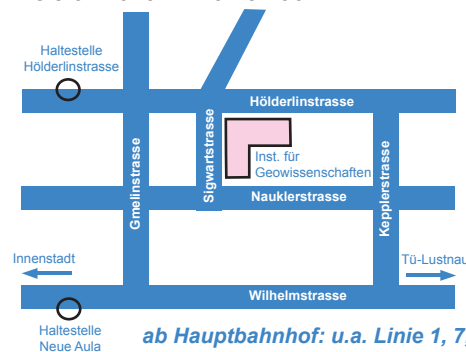 Haltestelle
Hölderlinstrasse
Hölderlinstrasse
Gmelinstrasse
Sigwartstrasse
Kepplerstrasse
Inst. für
Geowissenschaften
Nauklerstrasse
Innenstadt
Tü-Lustnau
Wilhelmstrasse
Haltestelle
Neue Aula
ab Hauptbahnhof: u.a. Linie 1, 7,